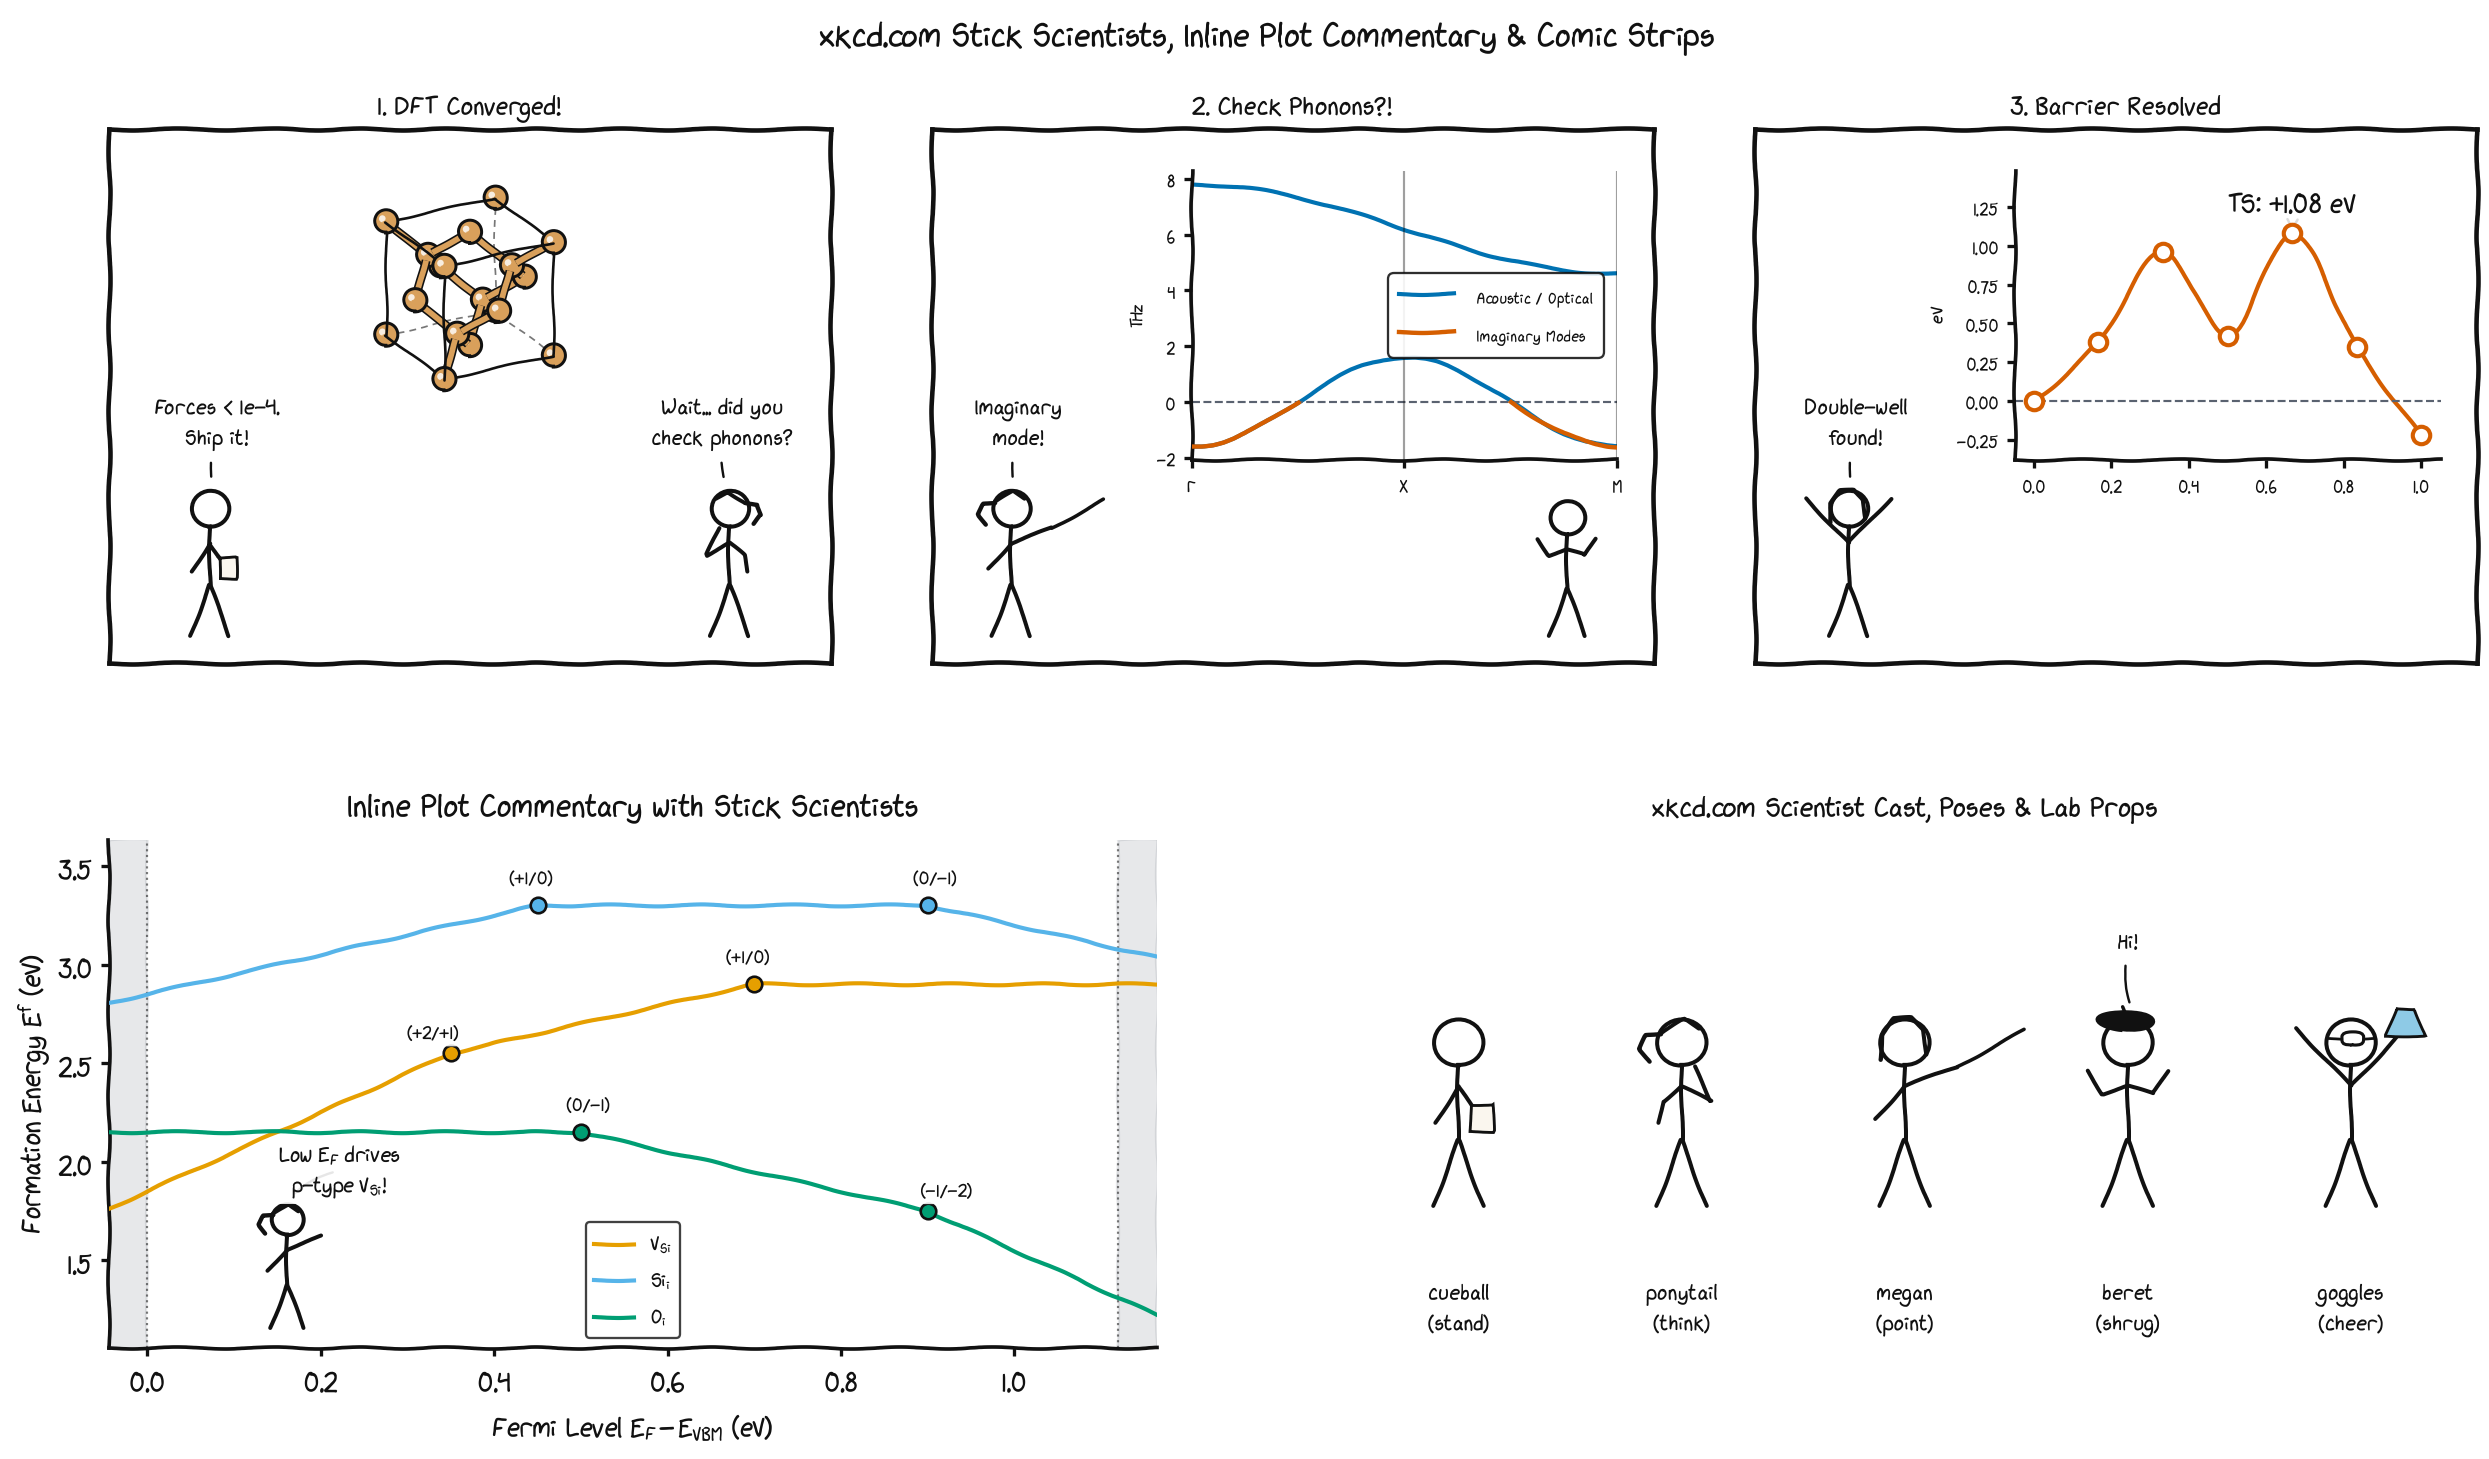 xkcd.com Stick Scientists, Inline Plot Commentary & Comic Strips
1. DFT Converged!
Forces < 1e-4.
Ship it!
Wait... did you
check phonons?
2. Check Phonons?!
8
6
4
2
0
-2
THz
Γ
X
M
Acoustic / Optical
Imaginary Modes
Imaginary
mode!
3. Barrier Resolved
TS: +1.08 eV
1.25
1.00
0.75
0.50
0.25
0.00
-0.25
eV
0.0 0.2 0.4 0.6 0.8 1.0
Double-well
found!
Inline Plot Commentary with Stick Scientists
3.5
3.0
2.5
2.0
1.5
Formation Energy E^f (eV)
(+1/0)
(0/-1)
(+1/0)
(+2/+1)
(0/-1)
(-1/-2)
Low E_F drives
p-type V_Si!
V_Si
Si_i
O_i
0.0 0.2 0.4 0.6 0.8 1.0
Fermi Level E_F − E_VBM (eV)
xkcd.com Scientist Cast, Poses & Lab Props
Hi!
cueball
(stand)
ponytail
(think)
megan
(point)
beret
(shrug)
goggles
(cheer)